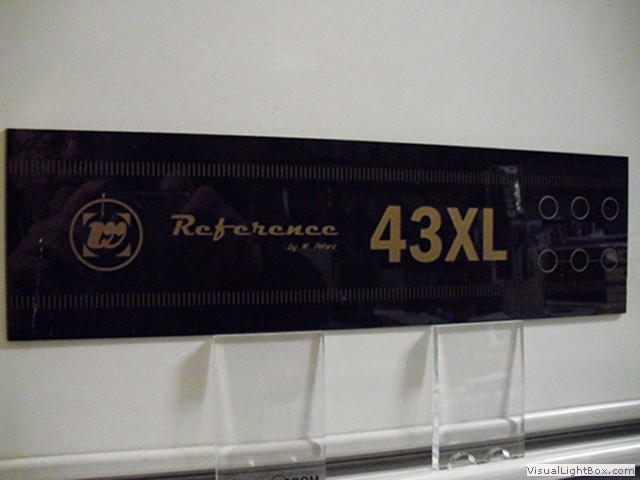 Reference
by W. Peters
43XL
VisualLightBox.com